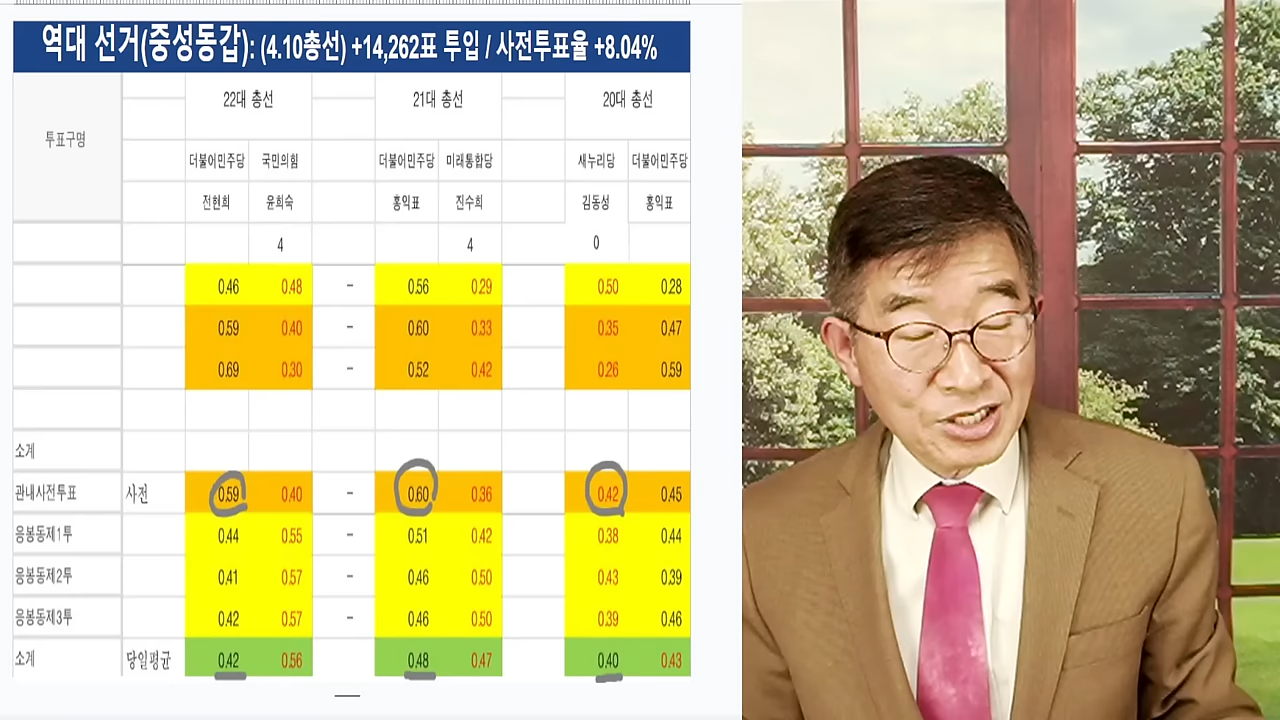 역대 선거(중성동갑): (4.10총선) +14,262표 투입 / 사전투표율 +8.04%
투표구명 22대 총선 21대 총선 20대 총선
더불어민주당 국민의힘 더불어민주당 미래통합당 새누리당 더불어민주당
전현희 윤희숙 홍익표 진수희 김동성 홍익표
4 4 0
0.46 0.48 - 0.56 0.29 0.50 0.28
0.59 0.40 - 0.60 0.33 0.35 0.47
0.69 0.30 - 0.52 0.42 0.26 0.59
소계
관내사전투표 사전 0.59 0.40 - 0.60 0.36 0.42 0.45
응봉동제1투 0.44 0.55 - 0.51 0.42 0.38 0.44
응봉동제2투 0.41 0.57 - 0.46 0.50 0.43 0.39
응봉동제3투 0.42 0.57 - 0.46 0.50 0.39 0.46
소계 당일평균 0.42 0.56 0.48 0.47 0.40 0.43